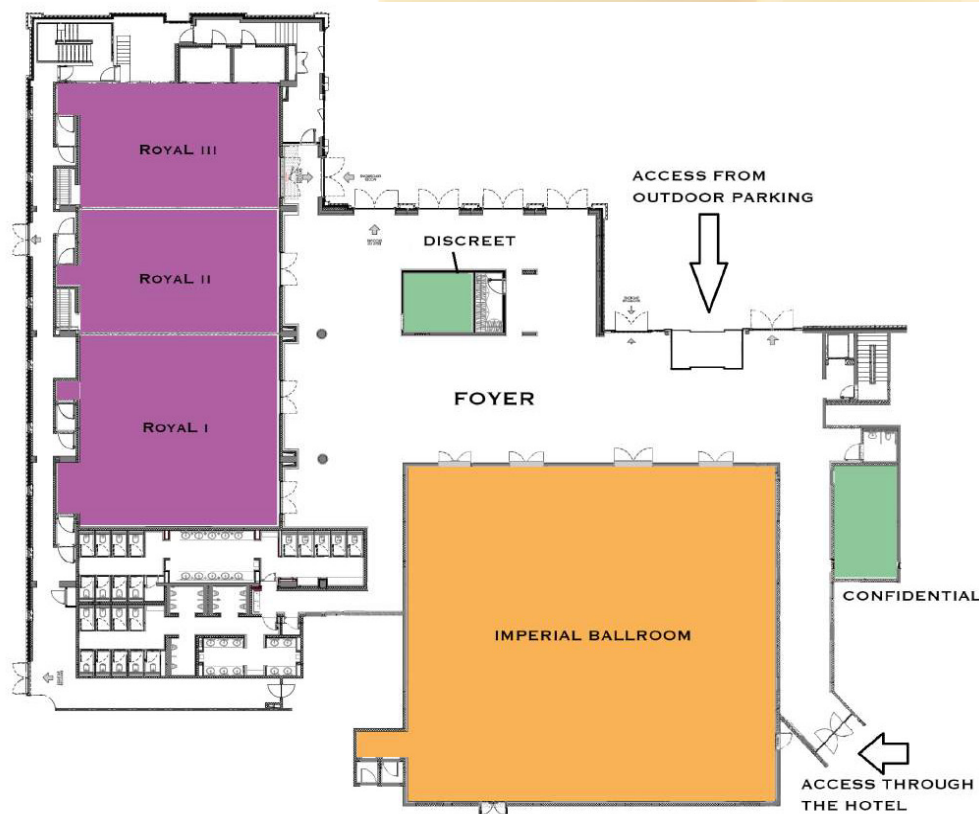 ROYAL III
ACCESS FROM
OUTDOOR PARKING
DISCREET
ROYAL II
FOYER
ROYAL I
CONFIDENTIAL
IMPERIAL BALLROOM
ACCESS THROUGH
THE HOTEL